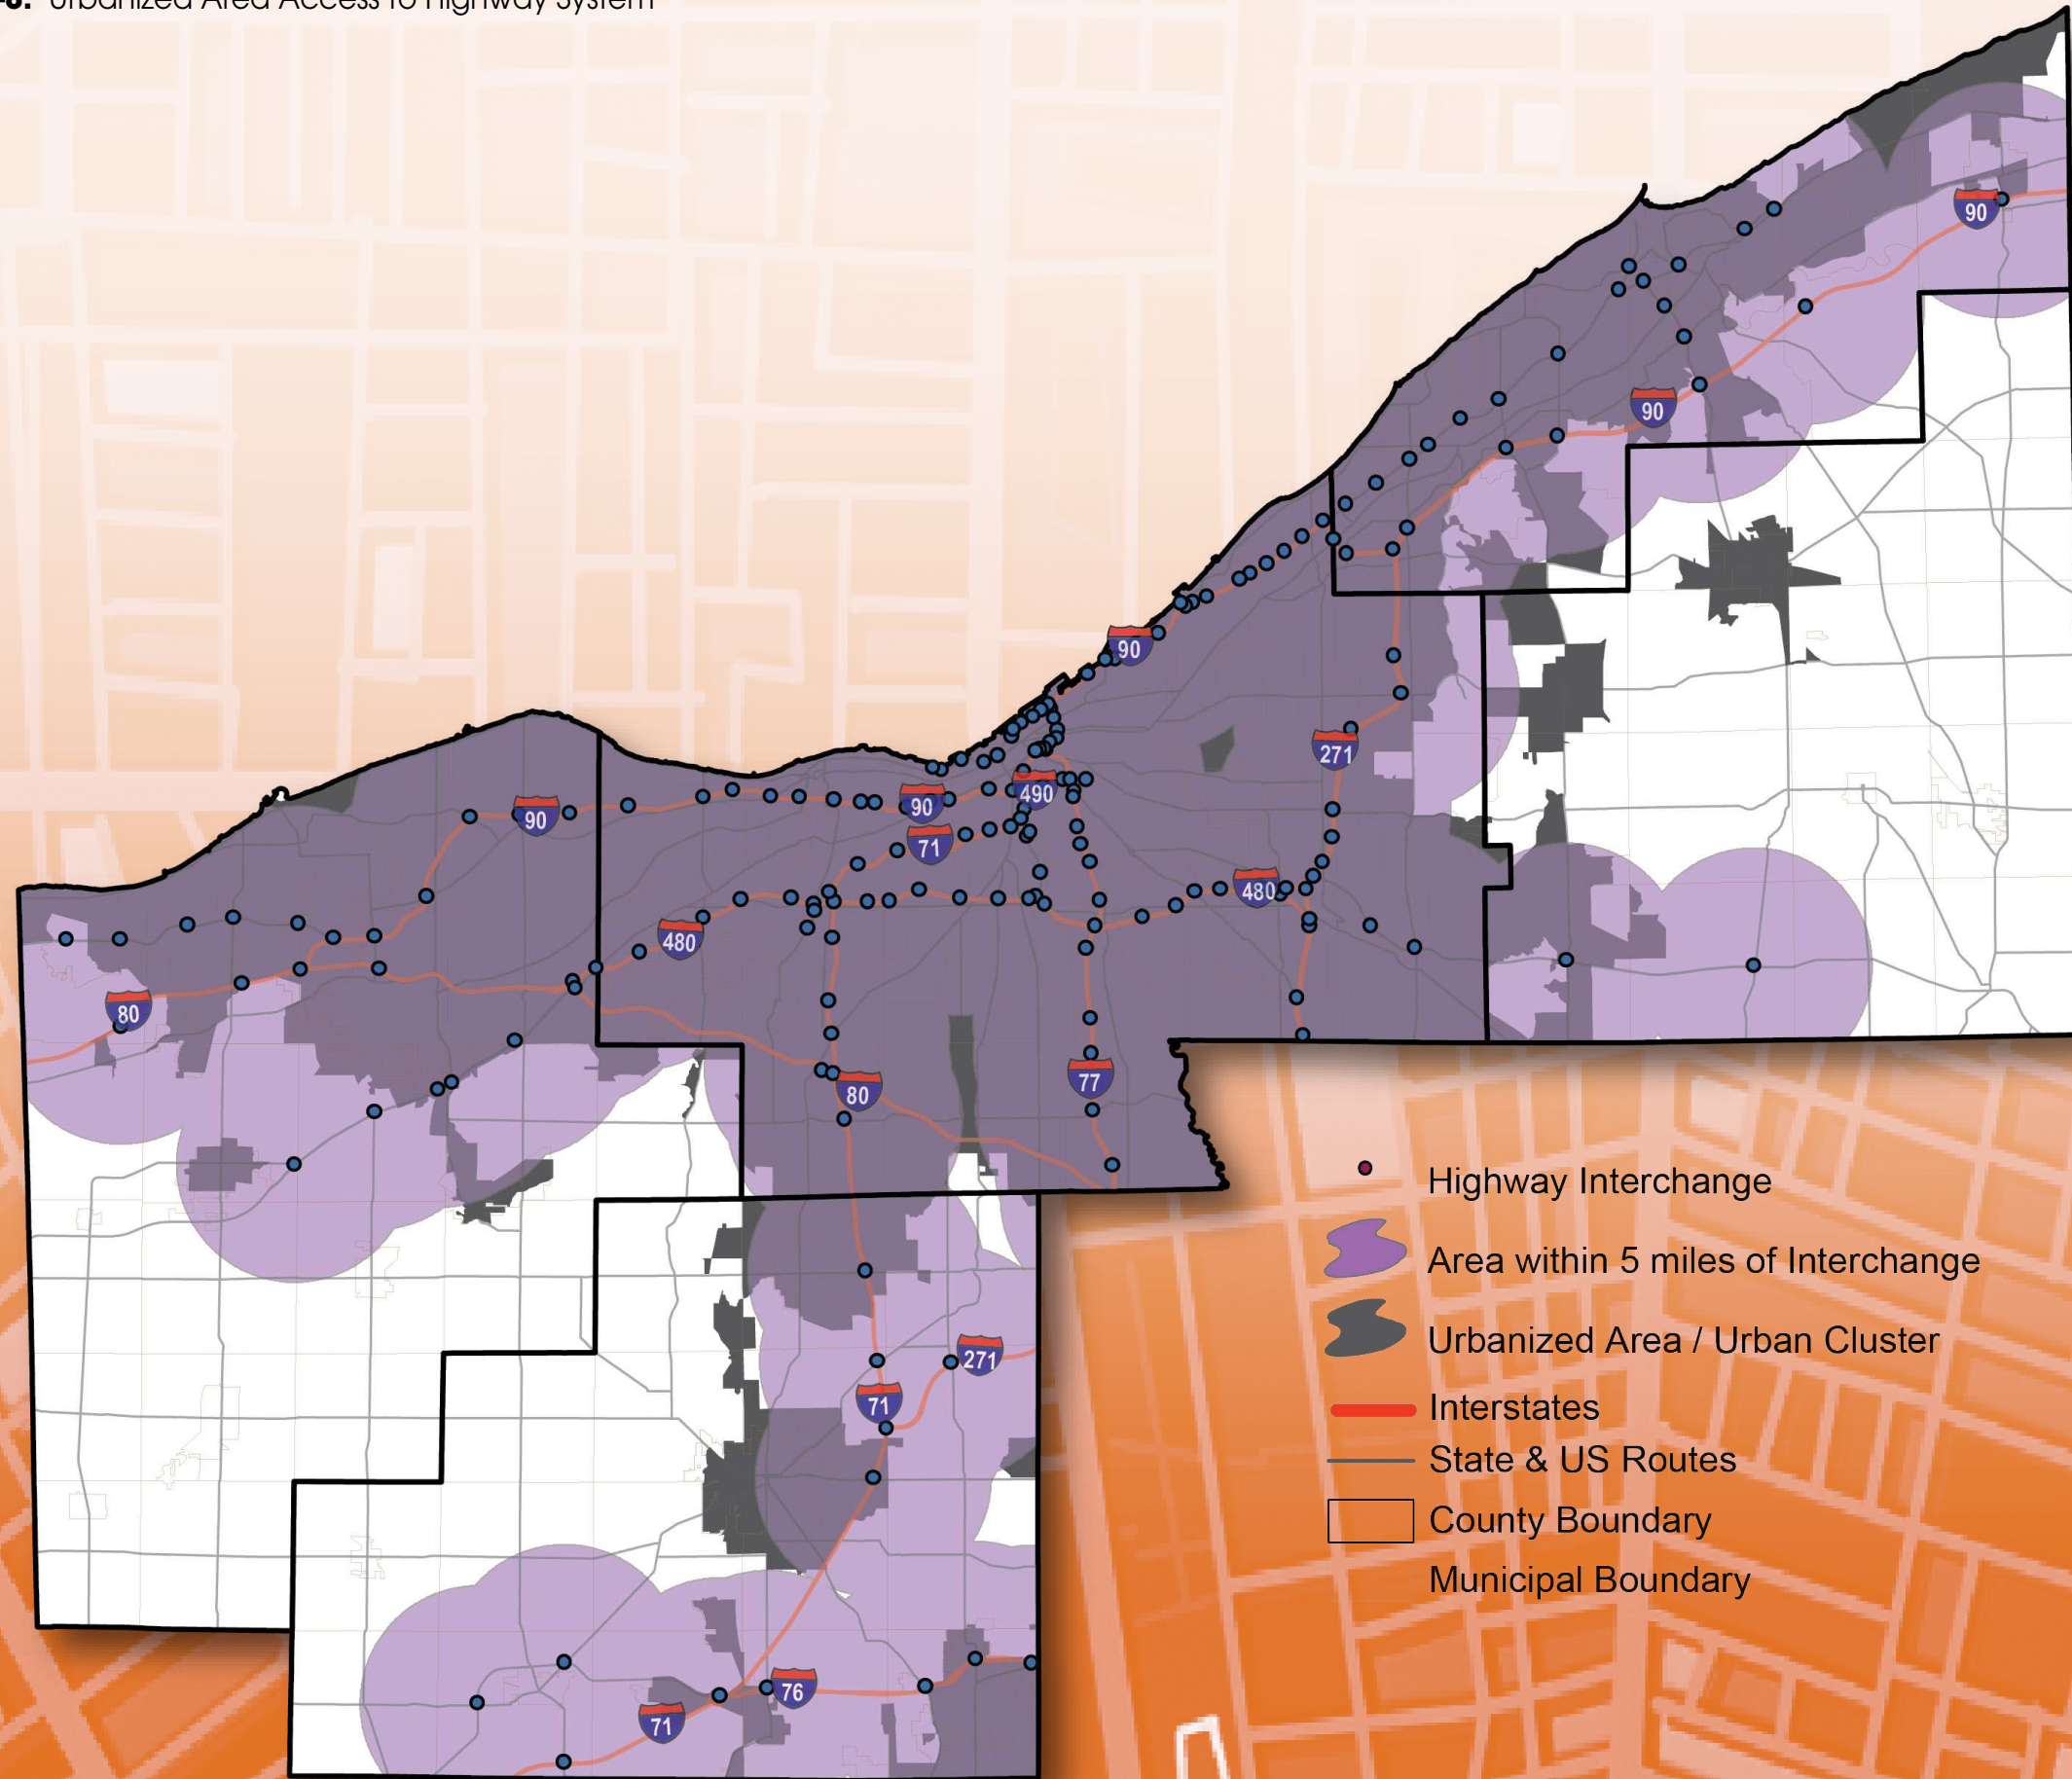 Urbanized Area Access to Highway System
90
90
90
271
90
90
490
71
480
480
80
80
77
271
71
76
71
Highway Interchange
Area within 5 miles of Interchange
Urbanized Area / Urban Cluster
Interstates
State & US Routes
County Boundary
Municipal Boundary